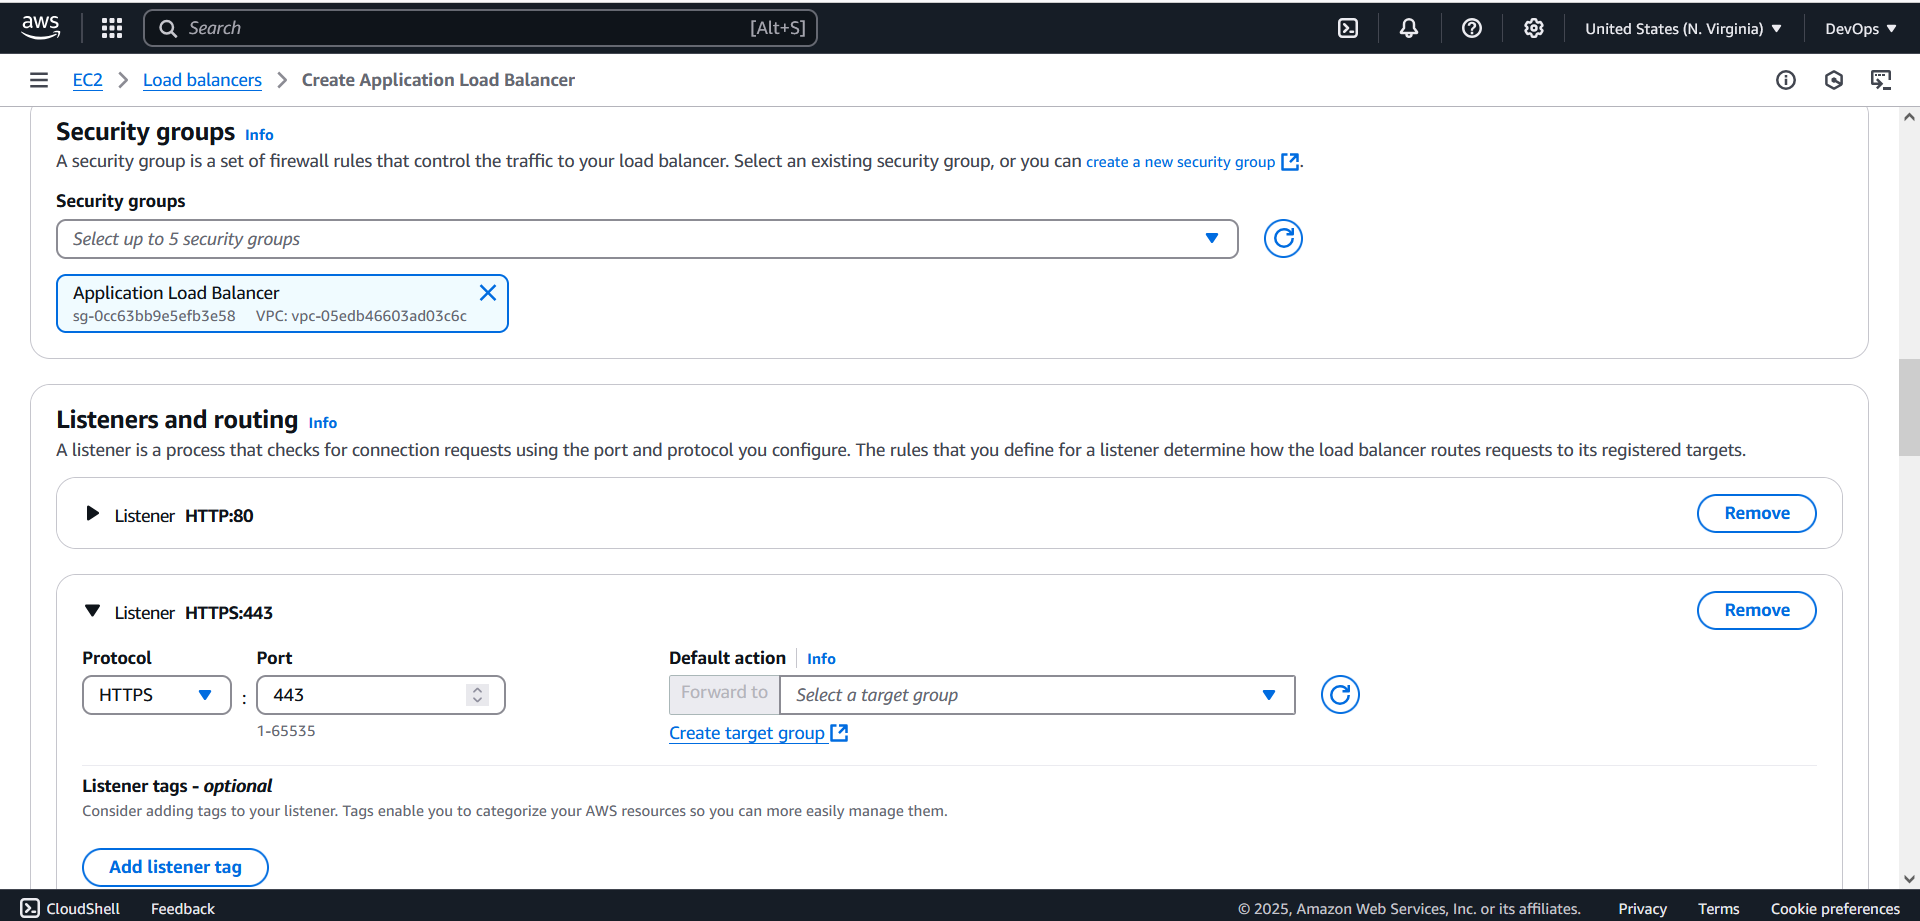 aws
Search [Alt+S]
United States (N. Virginia)
DevOps
EC2 Load balancers Create Application Load Balancer
Security groups Info
A security group is a set of firewall rules that control the traffic to your load balancer. Select an existing security group, or you can create a new security group.
Security groups
Select up to 5 security groups
Application Load Balancer
sg-0cc63bb9e5efb3e58 VPC: vpc-05edb46603ad03c6c
Listeners and routing Info
A listener is a process that checks for connection requests using the port and protocol you configure. The rules that you define for a listener determine how the load balancer routes requests to its registered targets.
Listener HTTP:80 Remove
Listener HTTPS:443 Remove
Protocol Port Default action Info
HTTPS : 443 Forward to Select a target group
1-65535 Create target group
Listener tags - optional
Consider adding tags to your listener. Tags enable you to categorize your AWS resources so you can more easily manage them.
Add listener tag
CloudShell Feedback © 2025, Amazon Web Services, Inc. or its affiliates. Privacy Terms Cookie preferences